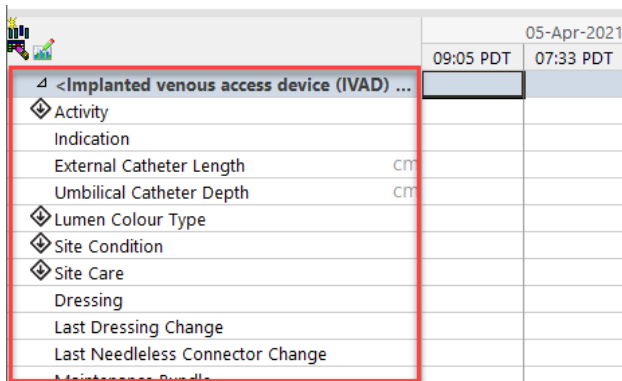 05-Apr-2021
09:05 PDT 07:33 PDT
<Implanted venous access device (IVAD) ...
Activity
Indication
External Catheter Length cm
Umbilical Catheter Depth cm
Lumen Colour Type
Site Condition
Site Care
Dressing
Last Dressing Change
Last Needleless Connector Change
Maintenance Bundle